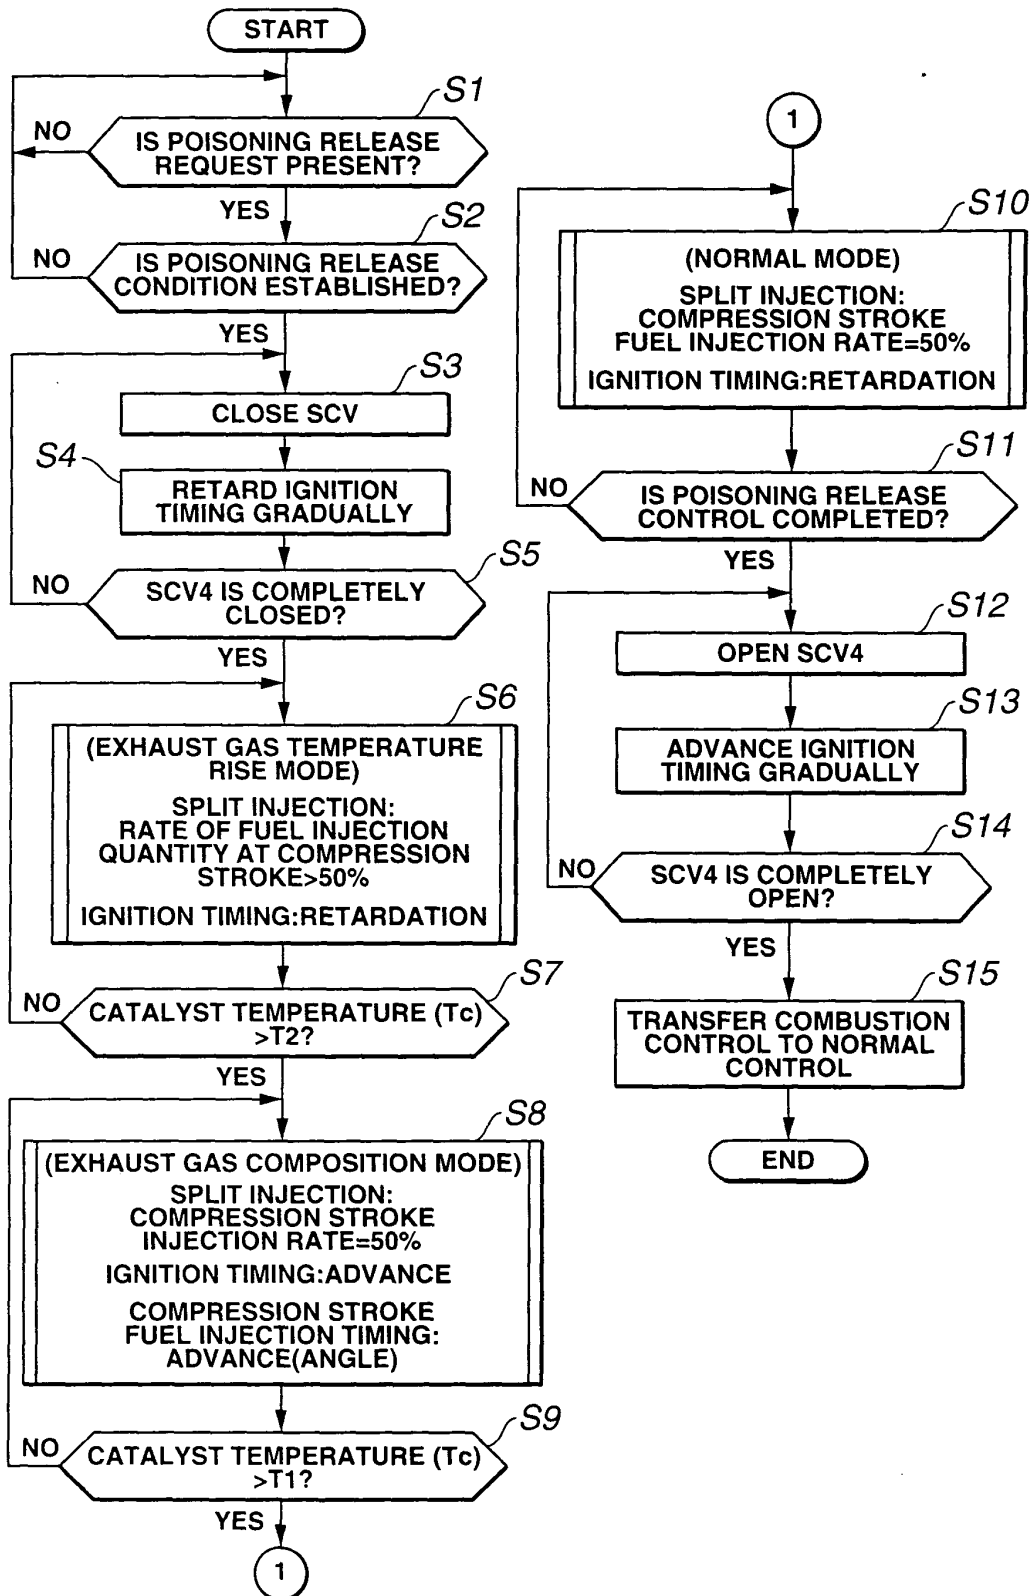 START
S1
IS POISONING RELEASE
REQUEST PRESENT?
NO
YES
S2
IS POISONING RELEASE
CONDITION ESTABLISHED?
NO
YES
S3
CLOSE SCV
S4
RETARD IGNITION
TIMING GRADUALLY
S5
SCV4 IS COMPLETELY
CLOSED?
NO
YES
S6
(EXHAUST GAS TEMPERATURE
RISE MODE)
SPLIT INJECTION:
RATE OF FUEL INJECTION
QUANTITY AT COMPRESSION
STROKE>50%
IGNITION TIMING:RETARDATION
S7
CATALYST TEMPERATURE (Tc)
>T2?
NO
YES
S8
(EXHAUST GAS COMPOSITION MODE)
SPLIT INJECTION:
COMPRESSION STROKE
INJECTION RATE=50%
IGNITION TIMING:ADVANCE
COMPRESSION STROKE
FUEL INJECTION TIMING:
ADVANCE(ANGLE)
S9
CATALYST TEMPERATURE (Tc)
>T1?
NO
YES
1
1
S10
(NORMAL MODE)
SPLIT INJECTION:
COMPRESSION STROKE
FUEL INJECTION RATE=50%
IGNITION TIMING:RETARDATION
S11
IS POISONING RELEASE
CONTROL COMPLETED?
NO
YES
S12
OPEN SCV4
S13
ADVANCE IGNITION
TIMING GRADUALLY
S14
SCV4 IS COMPLETELY
OPEN?
NO
YES
S15
TRANSFER COMBUSTION
CONTROL TO NORMAL
CONTROL
END